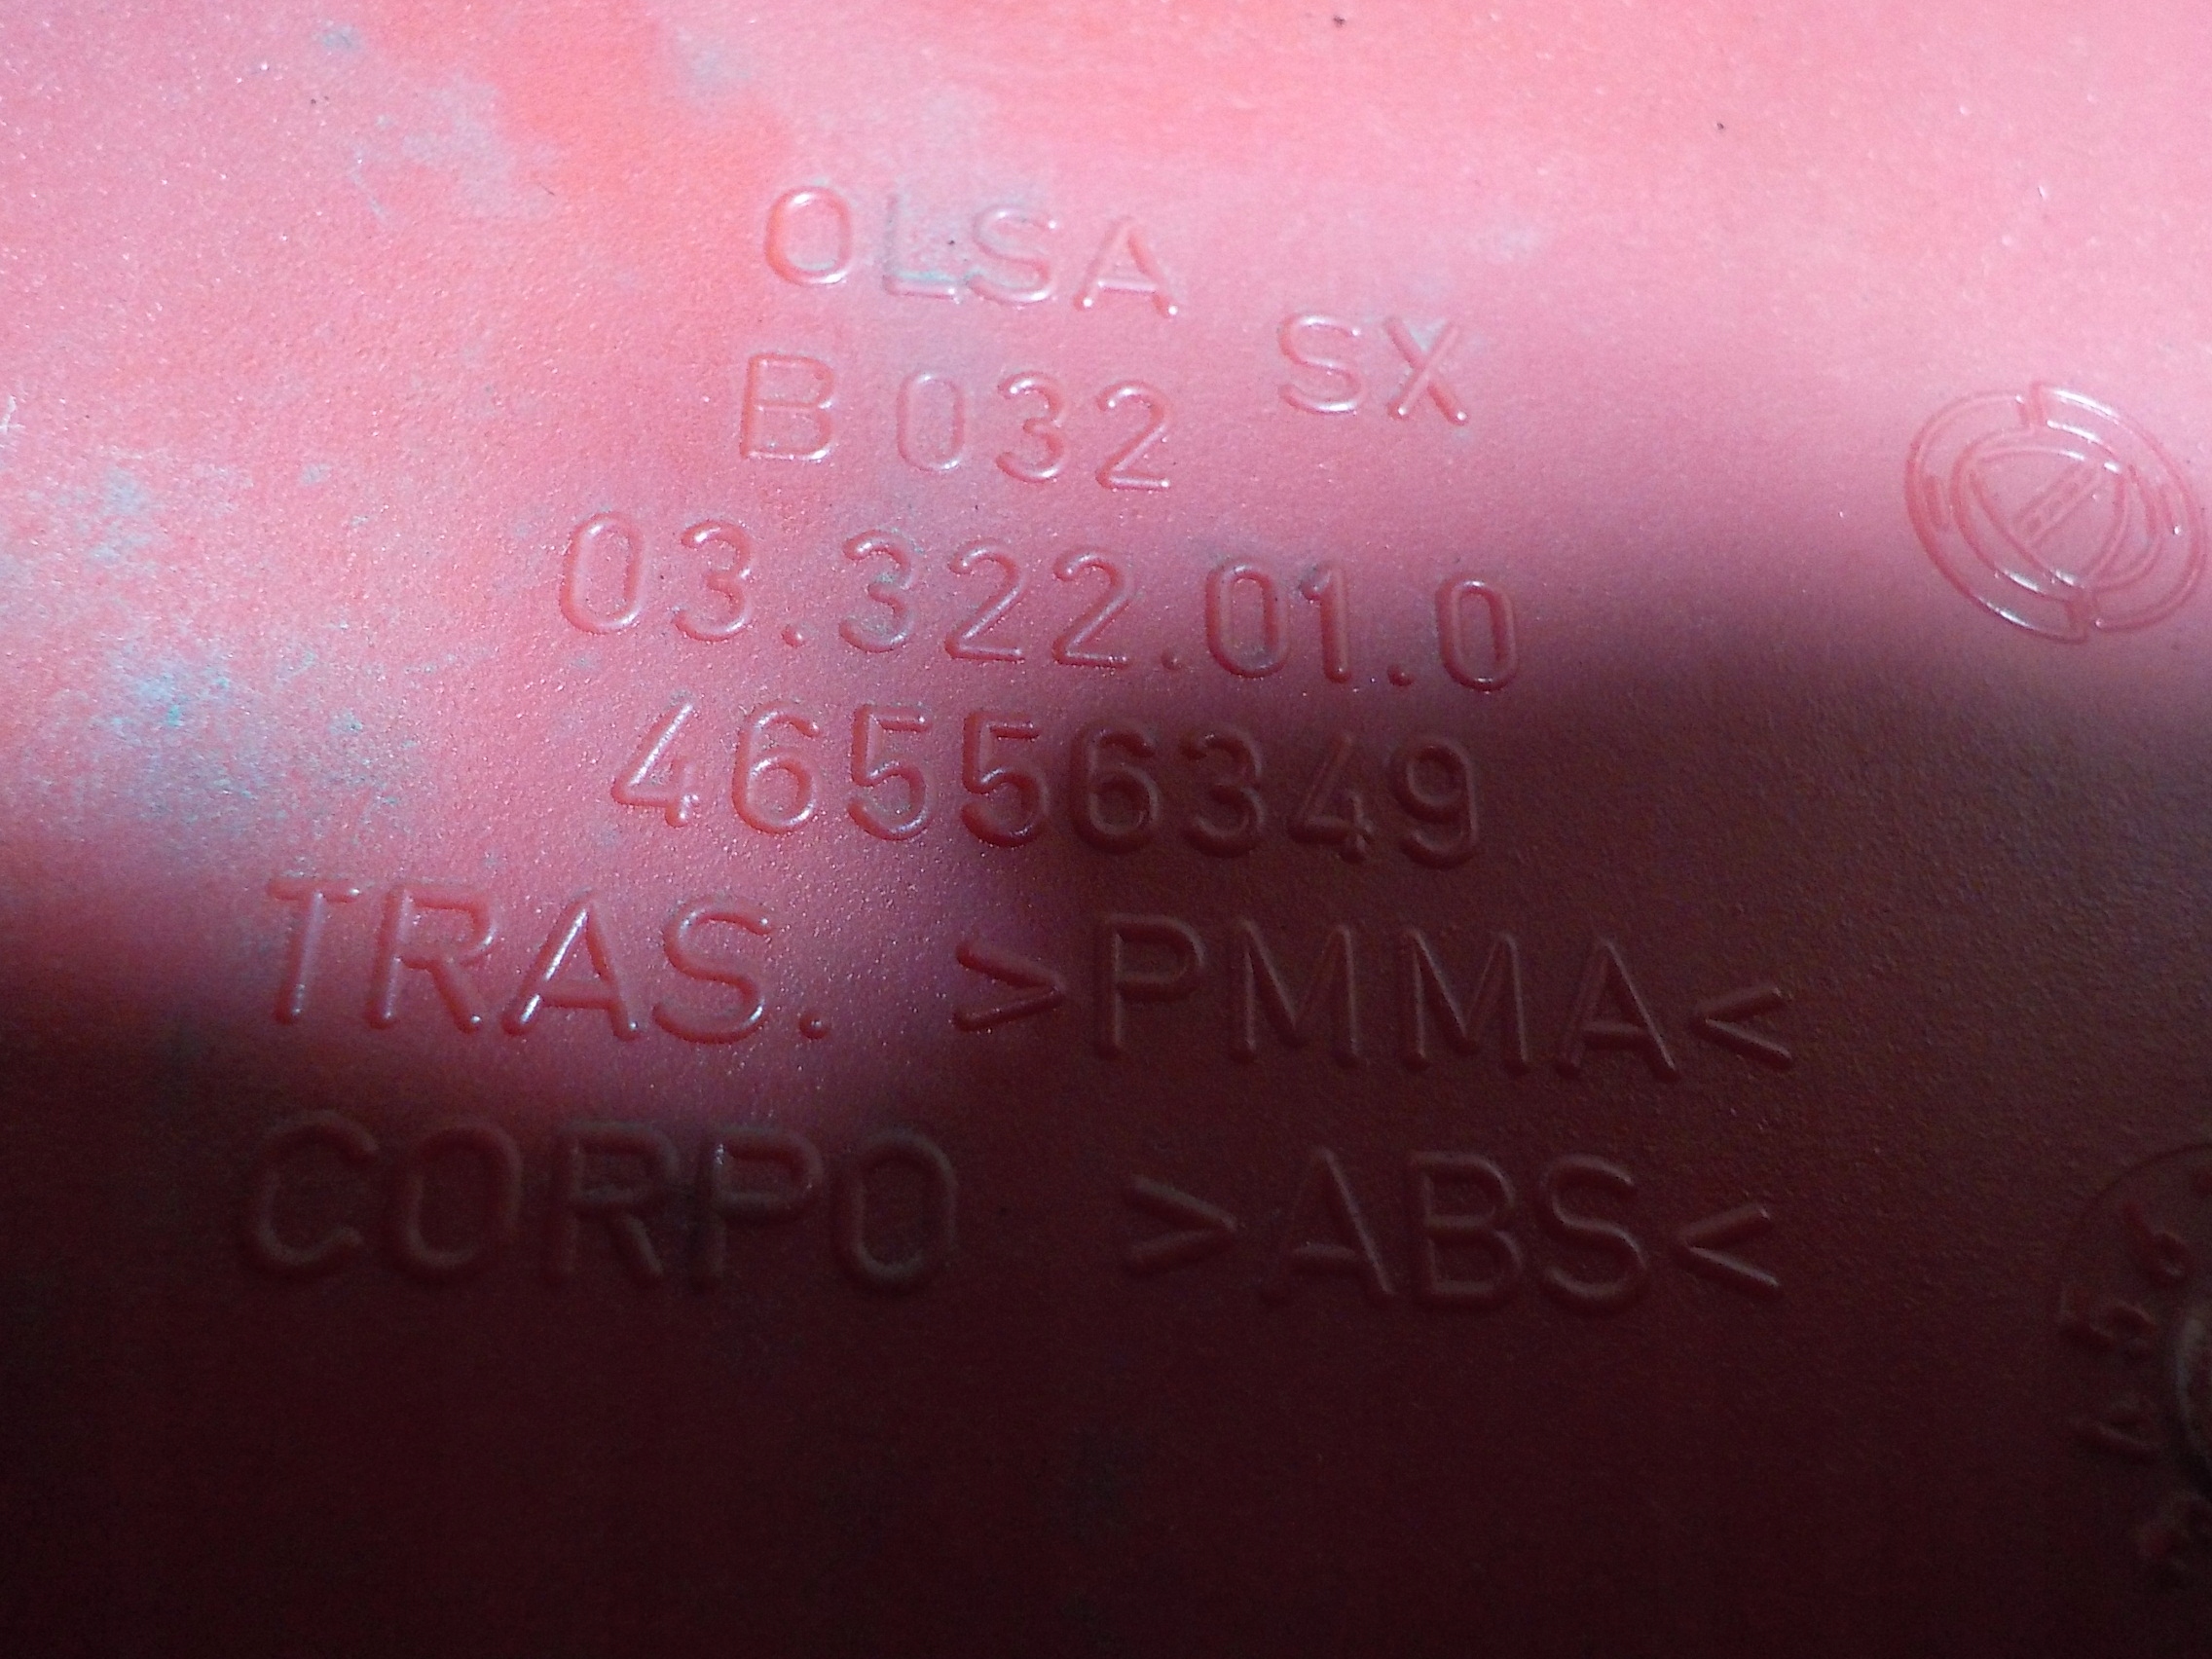 OLSA
SX
B 032
03.322.01.0
46556349
TRAS. >PMMA<
CORPO >ABS<